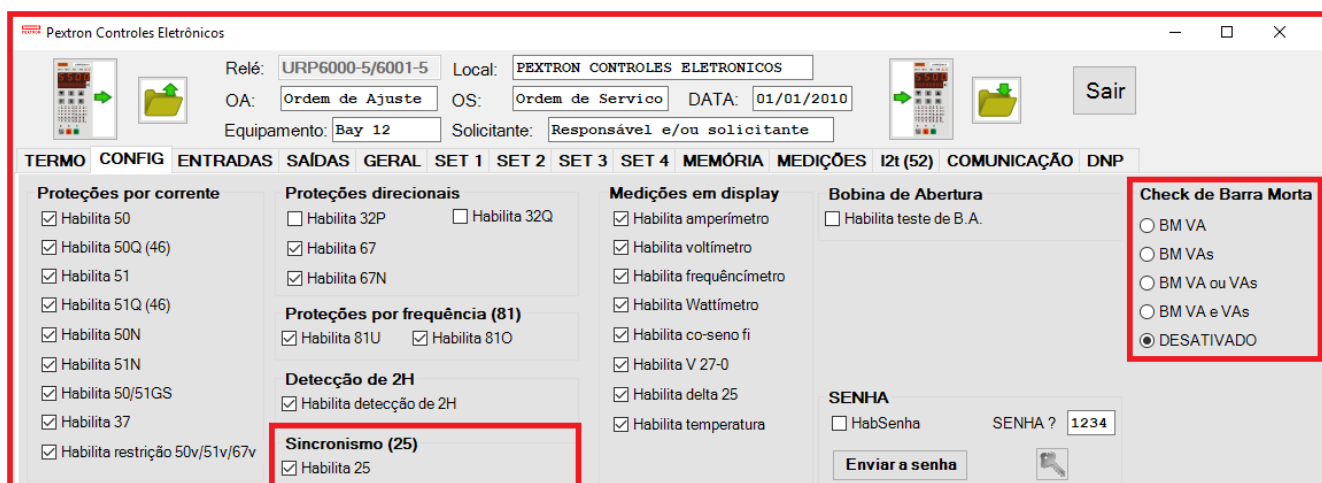 Pextron Controles Eletrônicos
Relé: URP6000-5/6001-5 Local: PEXTRON CONTROLES ELETRONICOS
OA: Ordem de Ajuste OS: Ordem de Servico DATA: 01/01/2010
Sair
Equipamento: Bay 12 Solicitante: Responsável e/ou solicitante
TERMO CONFIG ENTRADAS SAÍDAS GERAL SET 1 SET 2 SET 3 SET 4 MEMÓRIA MEDIÇÕES I2t (52) COMUNICAÇÃO DNP
Proteções por corrente
Habilita 50
Habilita 50Q (46)
Habilita 51
Habilita 51Q (46)
Habilita 50N
Habilita 51N
Habilita 50/51GS
Habilita 37
Habilita restrição 50v/51v/67v
Proteções direcionais
Habilita 32P Habilita 32Q
Habilita 67
Habilita 67N
Proteções por frequência (81)
Habilita 81U Habilita 81O
Detecção de 2H
Habilita detecção de 2H
Sincronismo (25)
Habilita 25
Medições em display
Habilita amperímetro
Habilita voltímetro
Habilita frequêncímetro
Habilita Wattímetro
Habilita co-seno fi
Habilita V 27-0
Habilita delta 25
Habilita temperatura
Bobina de Abertura
Habilita teste de B.A.
SENHA
HabSenha SENHA ? 1234
Enviar a senha
Check de Barra Morta
BM VA
BM VAs
BM VA ou VAs
BM VA e VAs
DESATIVADO